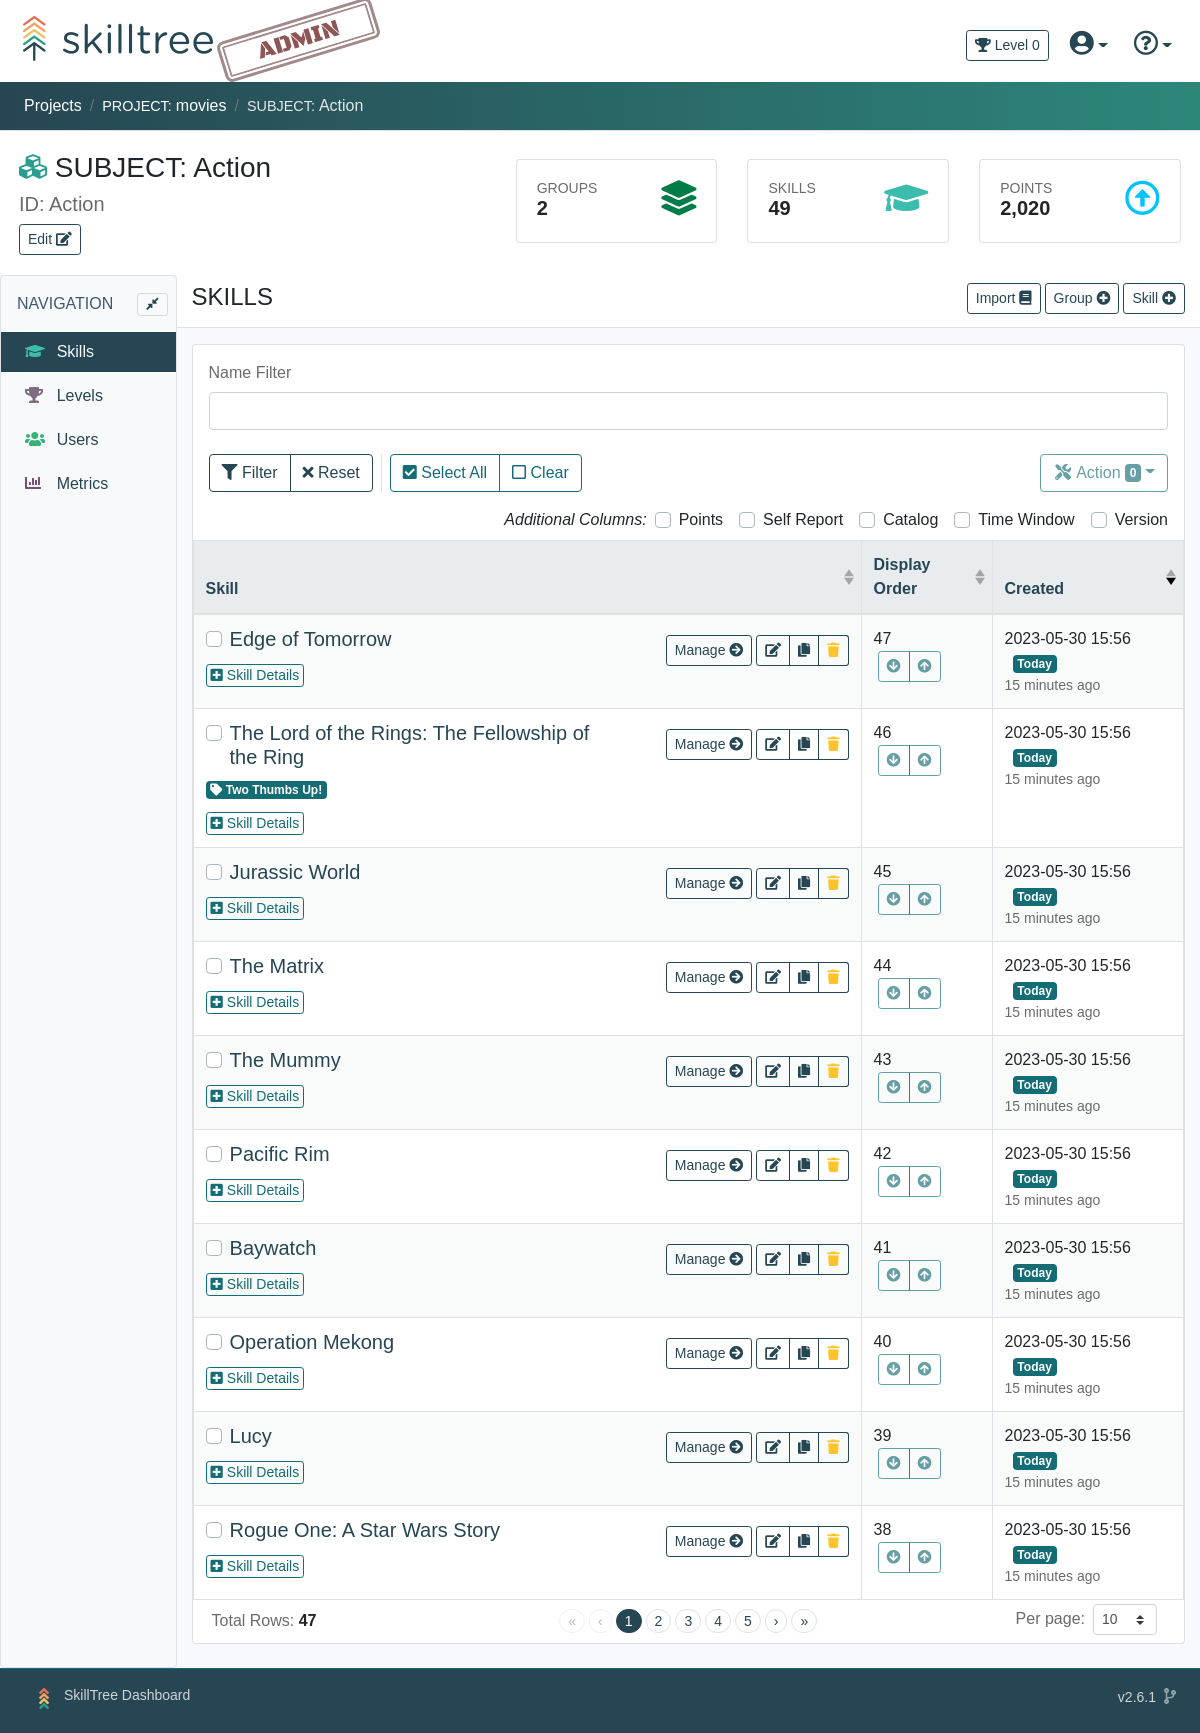 skilltree ADMIN
Level 0
Projects / PROJECT: movies / SUBJECT: Action
SUBJECT: Action
ID: Action
Edit
GROUPS
2
SKILLS
49
POINTS
2,020
NAVIGATION
Skills
Levels
Users
Metrics
SKILLS
Import Group Skill
Name Filter
Filter Reset Select All Clear Action 0
Additional Columns: Points Self Report Catalog Time Window Version
Skill Display Order Created
Edge of Tomorrow Manage 47 2023-05-30 15:56
Skill Details Today
15 minutes ago
The Lord of the Rings: The Fellowship of Manage 46 2023-05-30 15:56
the Ring Today
Two Thumbs Up! 15 minutes ago
Skill Details
Jurassic World Manage 45 2023-05-30 15:56
Skill Details Today
15 minutes ago
The Matrix Manage 44 2023-05-30 15:56
Skill Details Today
15 minutes ago
The Mummy Manage 43 2023-05-30 15:56
Skill Details Today
15 minutes ago
Pacific Rim Manage 42 2023-05-30 15:56
Skill Details Today
15 minutes ago
Baywatch Manage 41 2023-05-30 15:56
Skill Details Today
15 minutes ago
Operation Mekong Manage 40 2023-05-30 15:56
Skill Details Today
15 minutes ago
Lucy Manage 39 2023-05-30 15:56
Skill Details Today
15 minutes ago
Rogue One: A Star Wars Story Manage 38 2023-05-30 15:56
Skill Details Today
15 minutes ago
Total Rows: 47 « ‹ 1 2 3 4 5 › » Per page: 10
SkillTree Dashboard v2.6.1